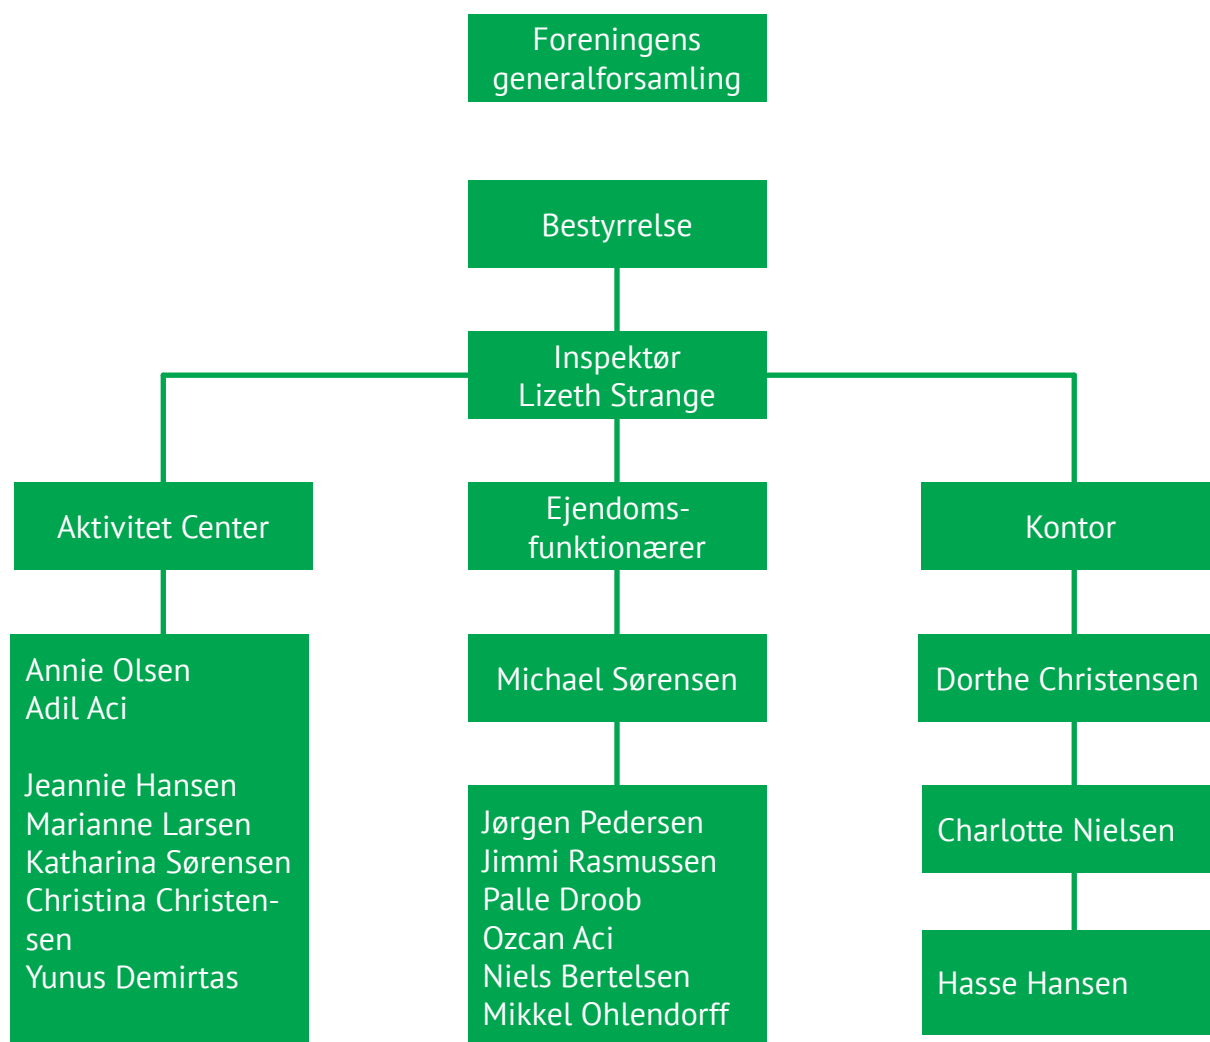 Foreningens
generalforsamling
Bestyrrelse
Inspektør
Lizeth Strange
Aktivitet Center
Ejendoms-
funktionærer
Kontor
Annie Olsen
Adil Aci
Jeannie Hansen
Marianne Larsen
Katharina Sørensen
Christina Christen-
sen
Yunus Demirtas
Michael Sørensen
Jørgen Pedersen
Jimmi Rasmussen
Palle Droob
Ozcan Aci
Niels Bertelsen
Mikkel Ohlendorff
Dorthe Christensen
Charlotte Nielsen
Hasse Hansen